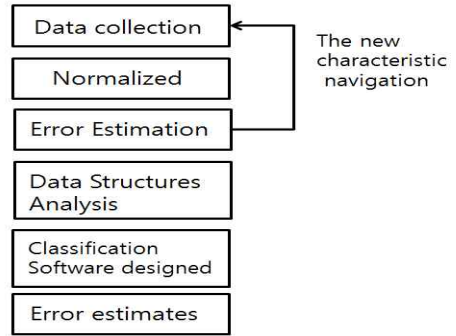 Data collection
The new
characteristic
navigation
Normalized
Error Estimation
Data Structures
Analysis
Classification
Software designed
Error estimates